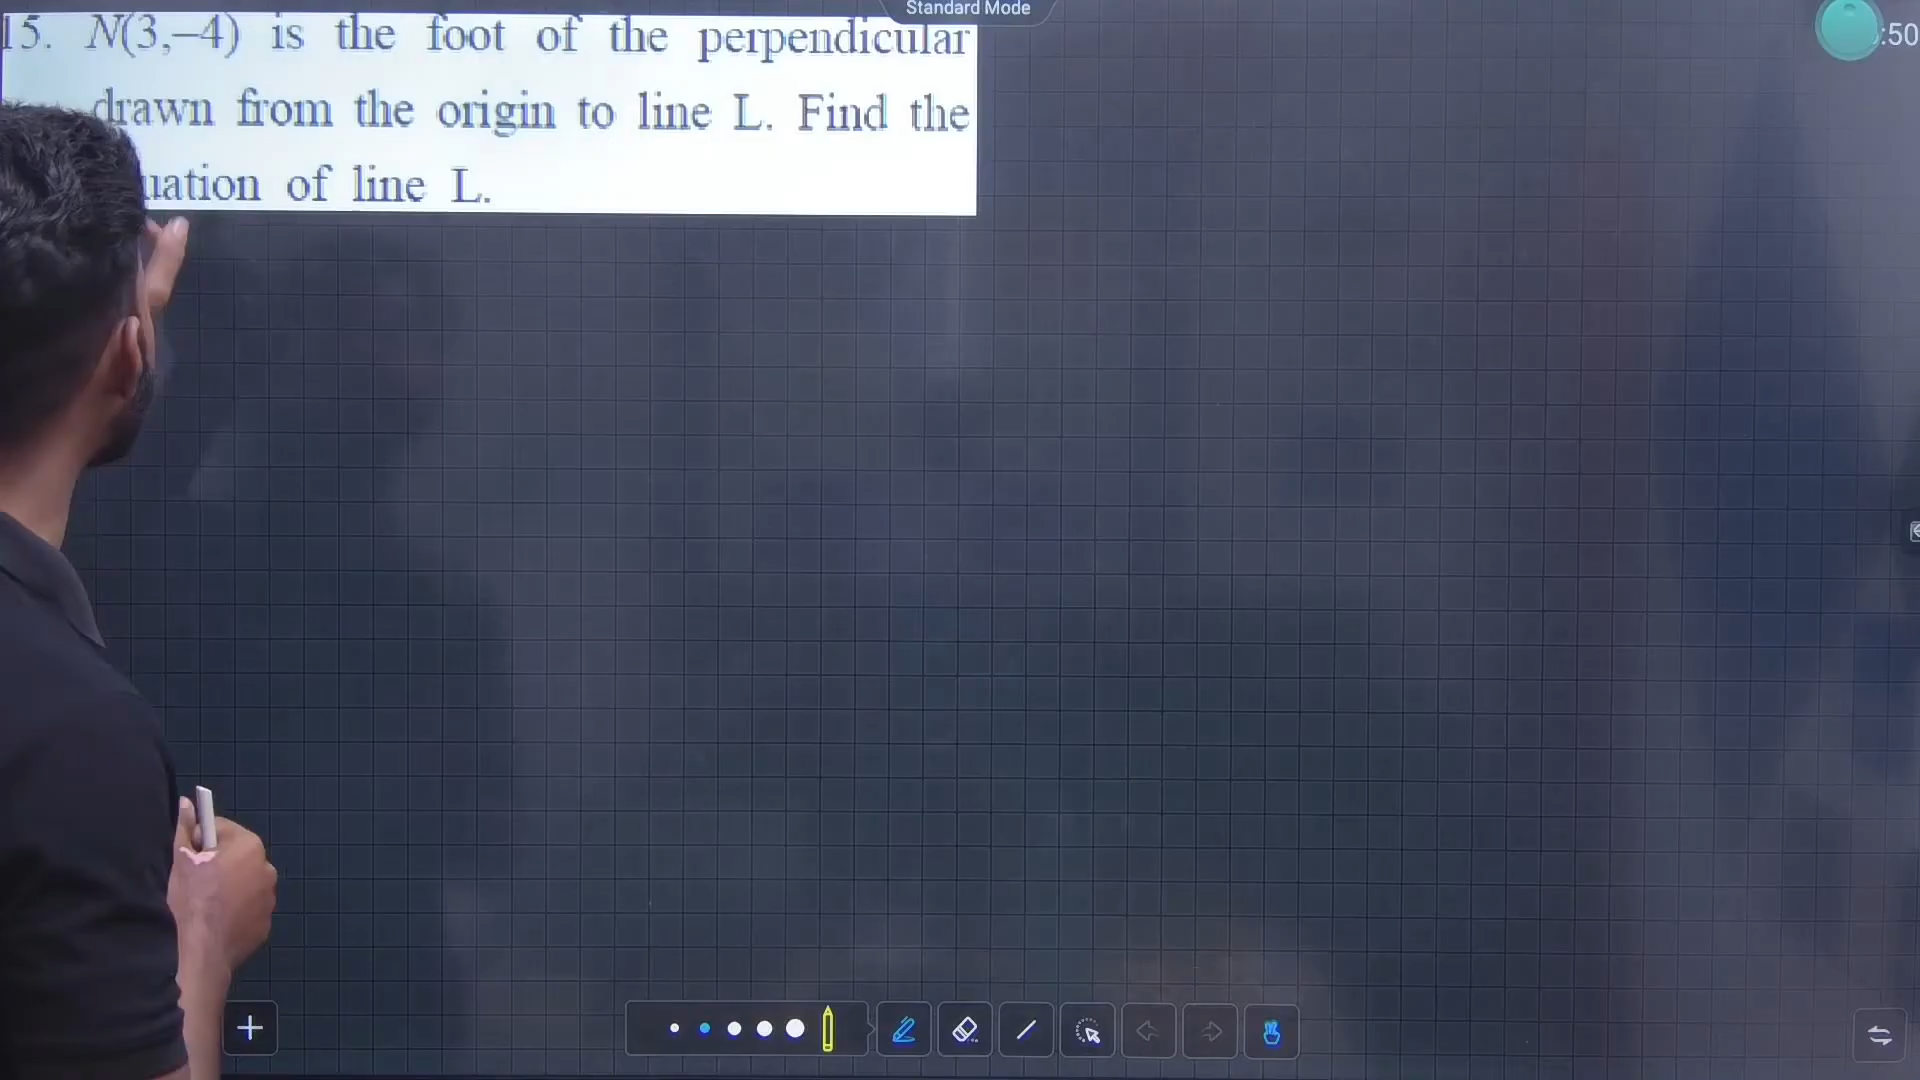 Standard Mode
:50
15. N(3,–4) is the foot of the perpendicular
drawn from the origin to line L. Find the
uation of line L.